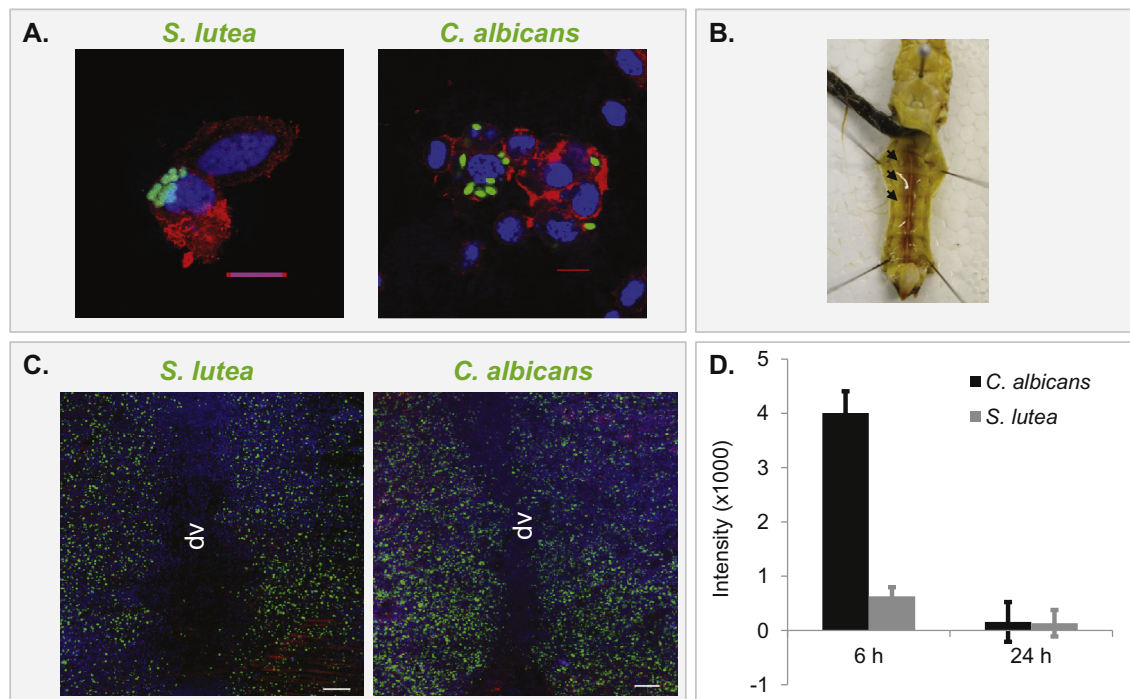 A.
S. lutea
C. albicans
B.
C.
S. lutea
C. albicans
dv
dv
D.
Intensity (x1000)
5
4
3
2
1
0
-1
C. albicans
S. lutea
6 h
24 h